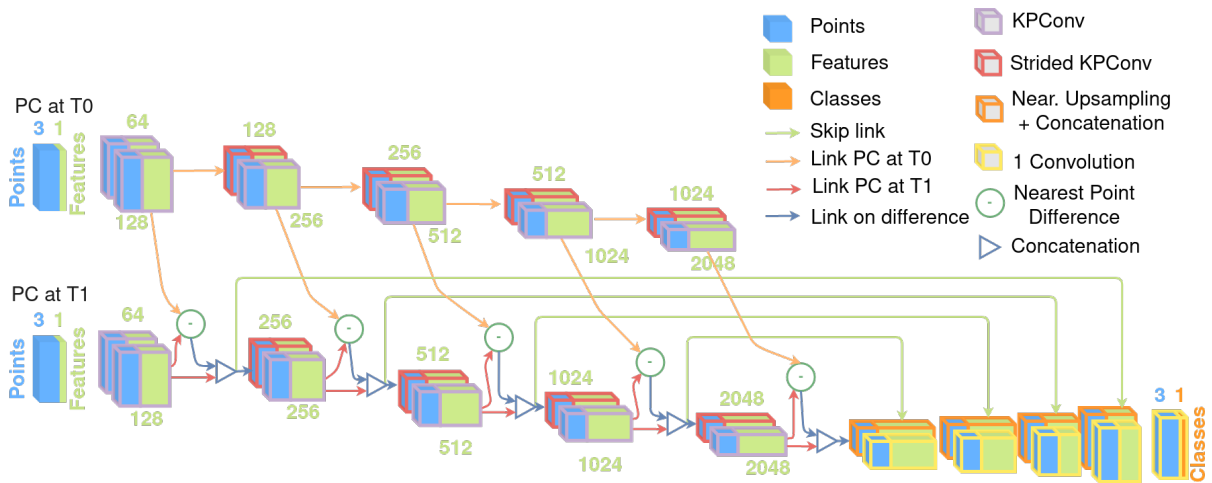 Points
Features
Classes
Skip link
Link PC at T0
Link PC at T1
Link on difference
KPConv
Strided KPConv
Near. Upsampling
+ Concatenation
1 Convolution
Nearest Point
Difference
Concatenation
PC at T0
3 1
Points
Features
64
128
128
256
256
512
512
1024
1024
2048
PC at T1
3 1
Points
Features
64
128
256
256
512
512
1024
1024
2048
2048
3 1
Classes
-
-
-
-
-